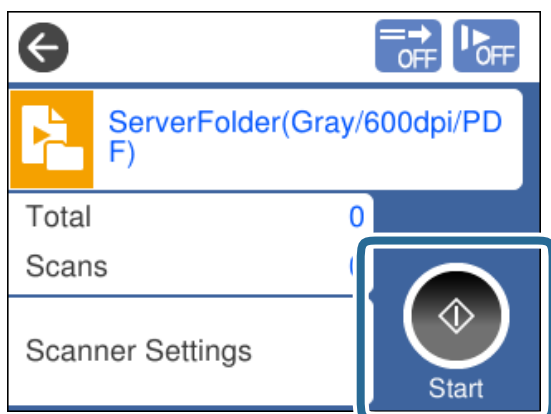 OFF
OFF
ServerFolder(Gray/600dpi/PD
F)
Total 0
Scans
Scanner Settings
Start